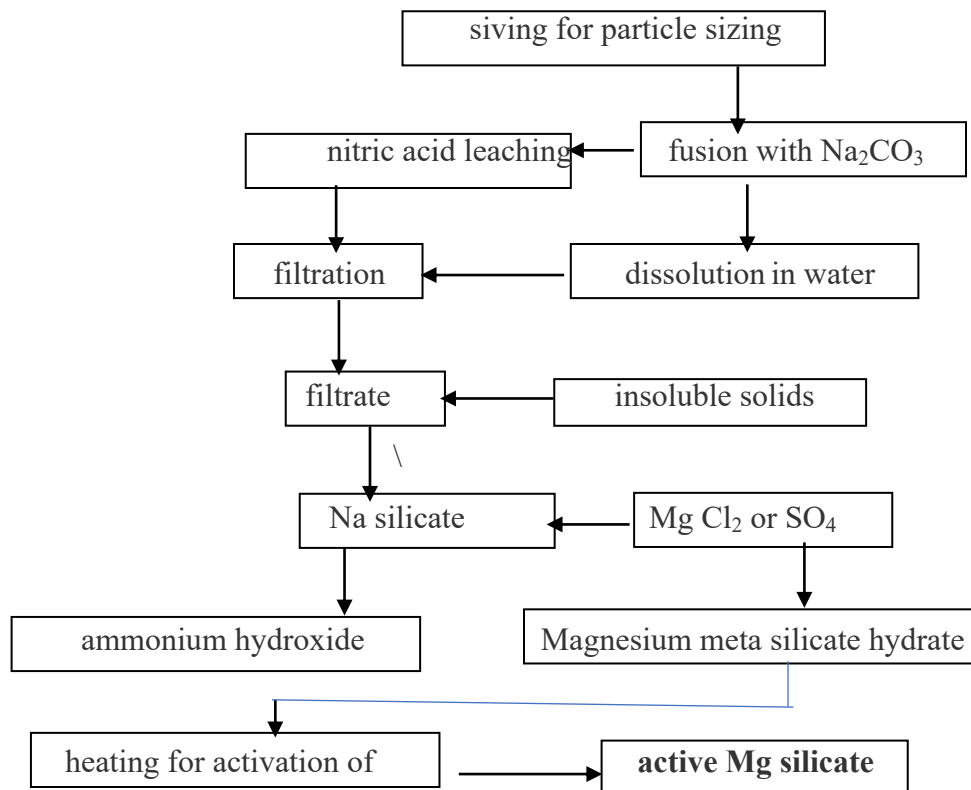 siving for particle sizing
nitric acid leaching
fusion with Na₂CO₃
filtration
dissolution in water
filtrate
insoluble solids
\
Na silicate
Mg Cl₂ or SO₄
ammonium hydroxide
Magnesium meta silicate hydrate
heating for activation of
active Mg silicate